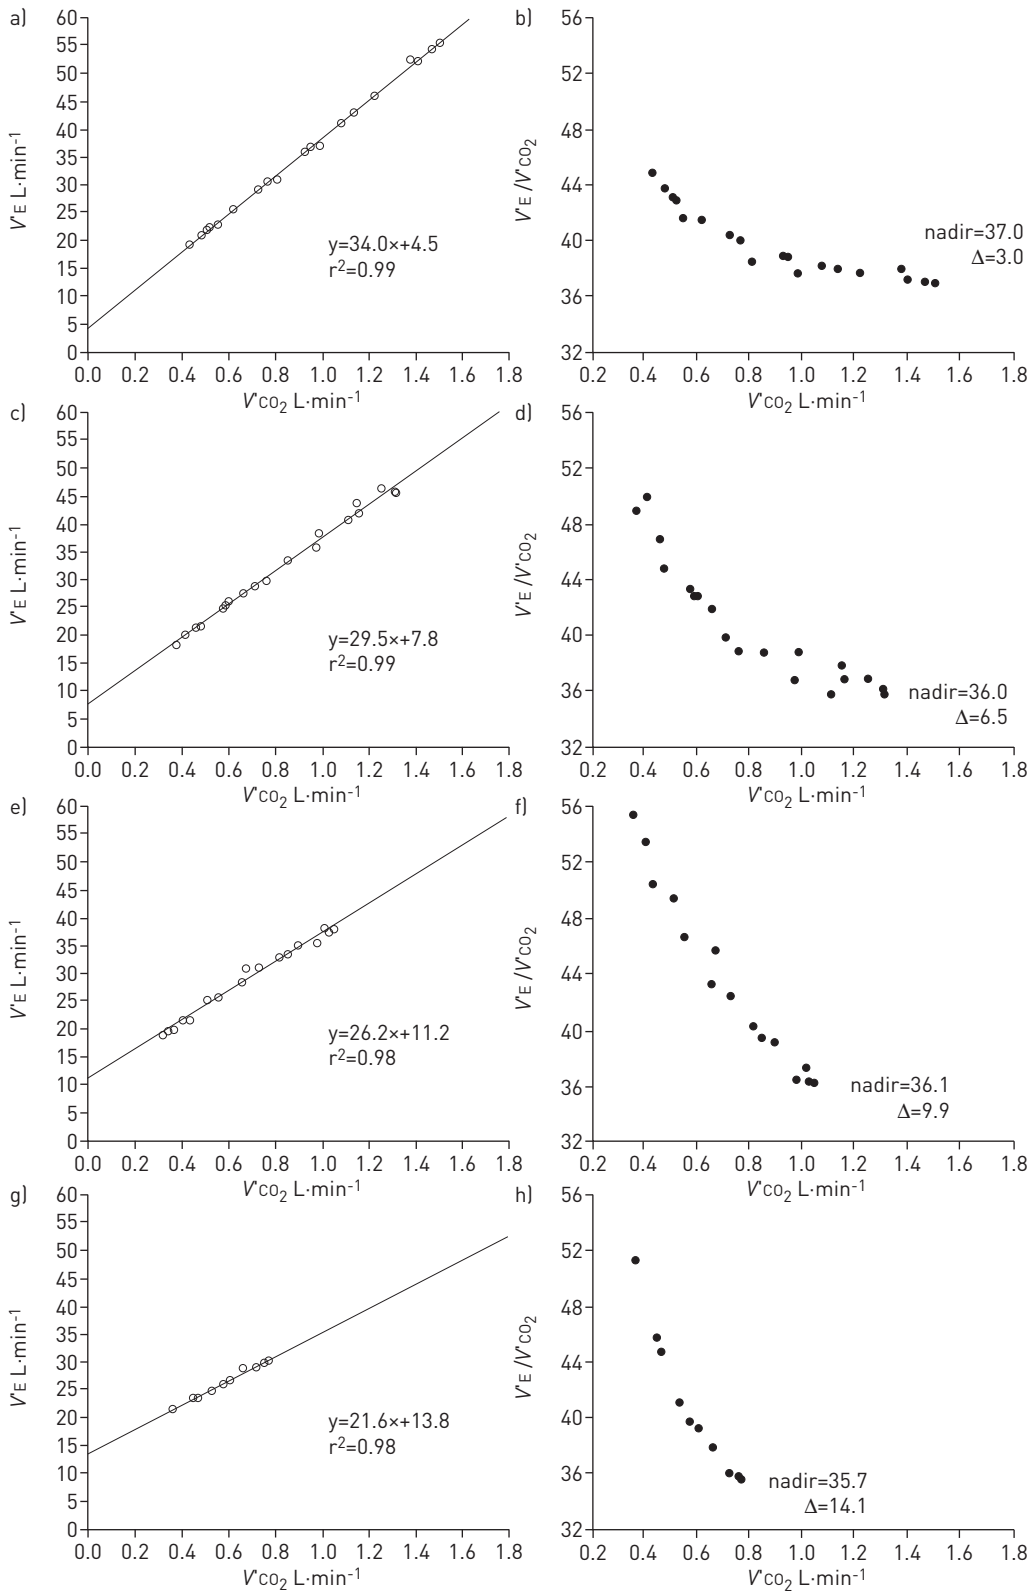 a)
60
55
50
45
40
35
30
25
20
15
10
5
0
V'E L·min-1
y=34.0×+4.5
r2=0.99
0.0 0.4 0.6 0.8 1.0 1.2 1.4 1.6 1.8
V'CO2 L·min-1
b)
56
52
48
44
40
36
32
V'E /V'CO2
nadir=37.0
Δ=3.0
0.2 0.4 0.6 0.8 1.0 1.2 1.4 1.6 1.8
V'CO2 L·min-1
c)
60
55
50
45
40
35
30
25
20
15
10
5
0
V'E L·min-1
y=29.5×+7.8
r2=0.99
0.0 0.4 0.6 0.8 1.0 1.2 1.4 1.6 1.8
V'CO2 L·min-1
d)
56
52
48
44
40
36
32
V'E /V'CO2
nadir=36.0
Δ=6.5
0.2 0.4 0.6 0.8 1.0 1.2 1.4 1.6 1.8
V'CO2 L·min-1
e)
60
55
50
45
40
35
30
25
20
15
10
5
0
V'E L·min-1
y=26.2×+11.2
r2=0.98
0.0 0.4 0.6 0.8 1.0 1.2 1.4 1.6 1.8
V'CO2 L·min-1
f)
56
52
48
44
40
36
32
V'E /V'CO2
nadir=36.1
Δ=9.9
0.2 0.4 0.6 0.8 1.0 1.2 1.4 1.6 1.8
V'CO2 L·min-1
g)
60
55
50
45
40
35
30
25
20
15
10
5
0
V'E L·min-1
y=21.6×+13.8
r2=0.98
0.0 0.4 0.6 0.8 1.0 1.2 1.4 1.6 1.8
V'CO2 L·min-1
h)
56
52
48
44
40
36
32
V'E /V'CO2
nadir=35.7
Δ=14.1
0.2 0.4 0.6 0.8 1.0 1.2 1.4 1.6 1.8
V'CO2 L·min-1